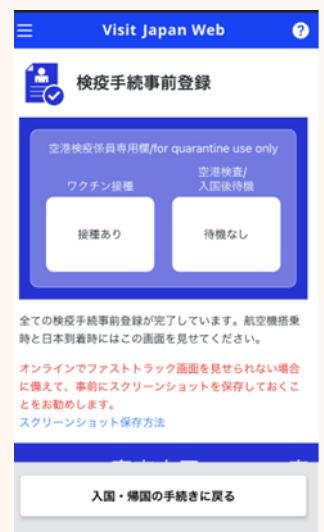 Visit Japan Web
?
検疫手続事前登録
空港検疫係員専用欄/for quarantine use only
ワクチン接種
空港検査/
入国後待機
接種あり
待機なし
全ての検疫手続事前登録が完了しています。航空機搭乗
時と日本到着時にはこの画面を見せてください。
オンラインでファストトラック画面を見せられない場合
に備えて、事前にスクリーンショットを保存しておくこ
とをお勧めします。
スクリーンショット保存方法
入国・帰国の手続きに戻る